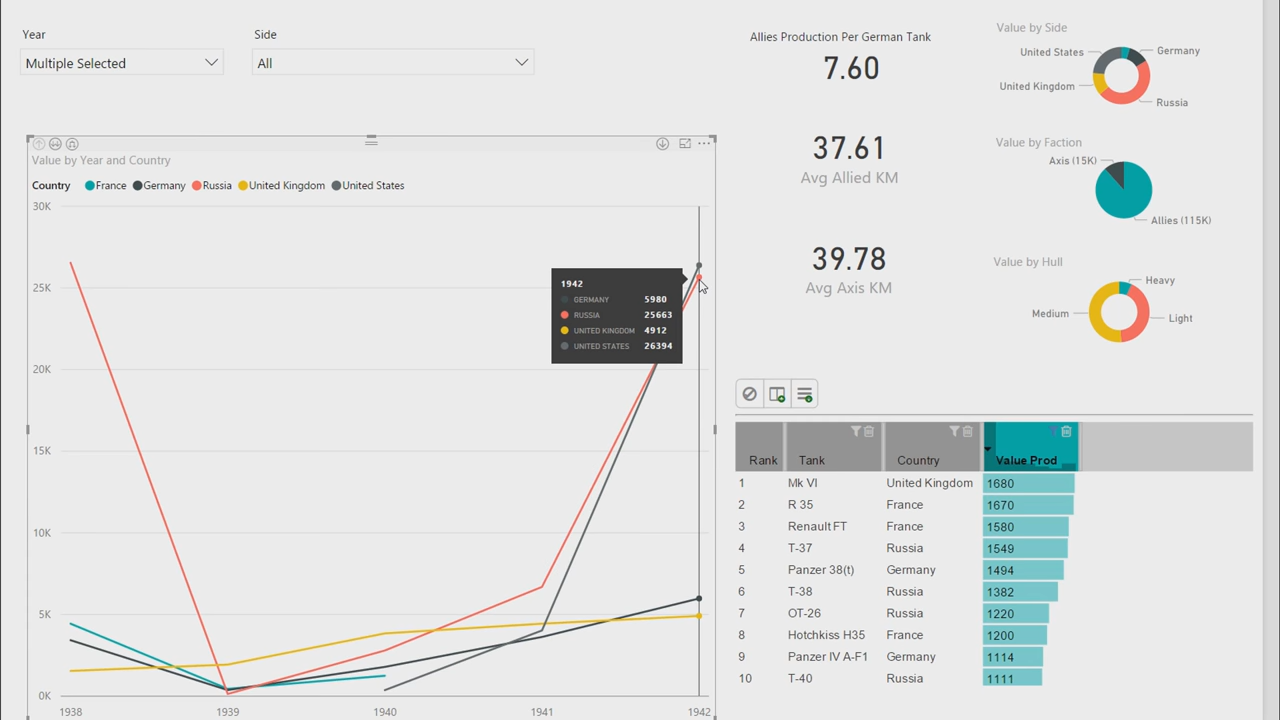 Year
Side
Multiple Selected
All
Allies Production Per German Tank
7.60
37.61
Avg Allied KM
39.78
Avg Axis KM
Value by Side
United States
Germany
United Kingdom
Russia
Value by Faction
Axis (15K)
Allies (115K)
Value by Hull
Heavy
Medium
Light
Value by Year and Country
Country France Germany Russia United Kingdom United States
30K
25K
20K
15K
10K
5K
0K
1938 1939 1940 1941 1942
1942
GERMANY 5980
RUSSIA 25663
UNITED KINGDOM 4912
UNITED STATES 26394
Rank Tank Country Value Prod
1 Mk VI United Kingdom 1680
2 R 35 France 1670
3 Renault FT France 1580
4 T-37 Russia 1549
5 Panzer 38(t) Germany 1494
6 T-38 Russia 1382
7 OT-26 Russia 1220
8 Hotchkiss H35 France 1200
9 Panzer IV A-F1 Germany 1114
10 T-40 Russia 1111